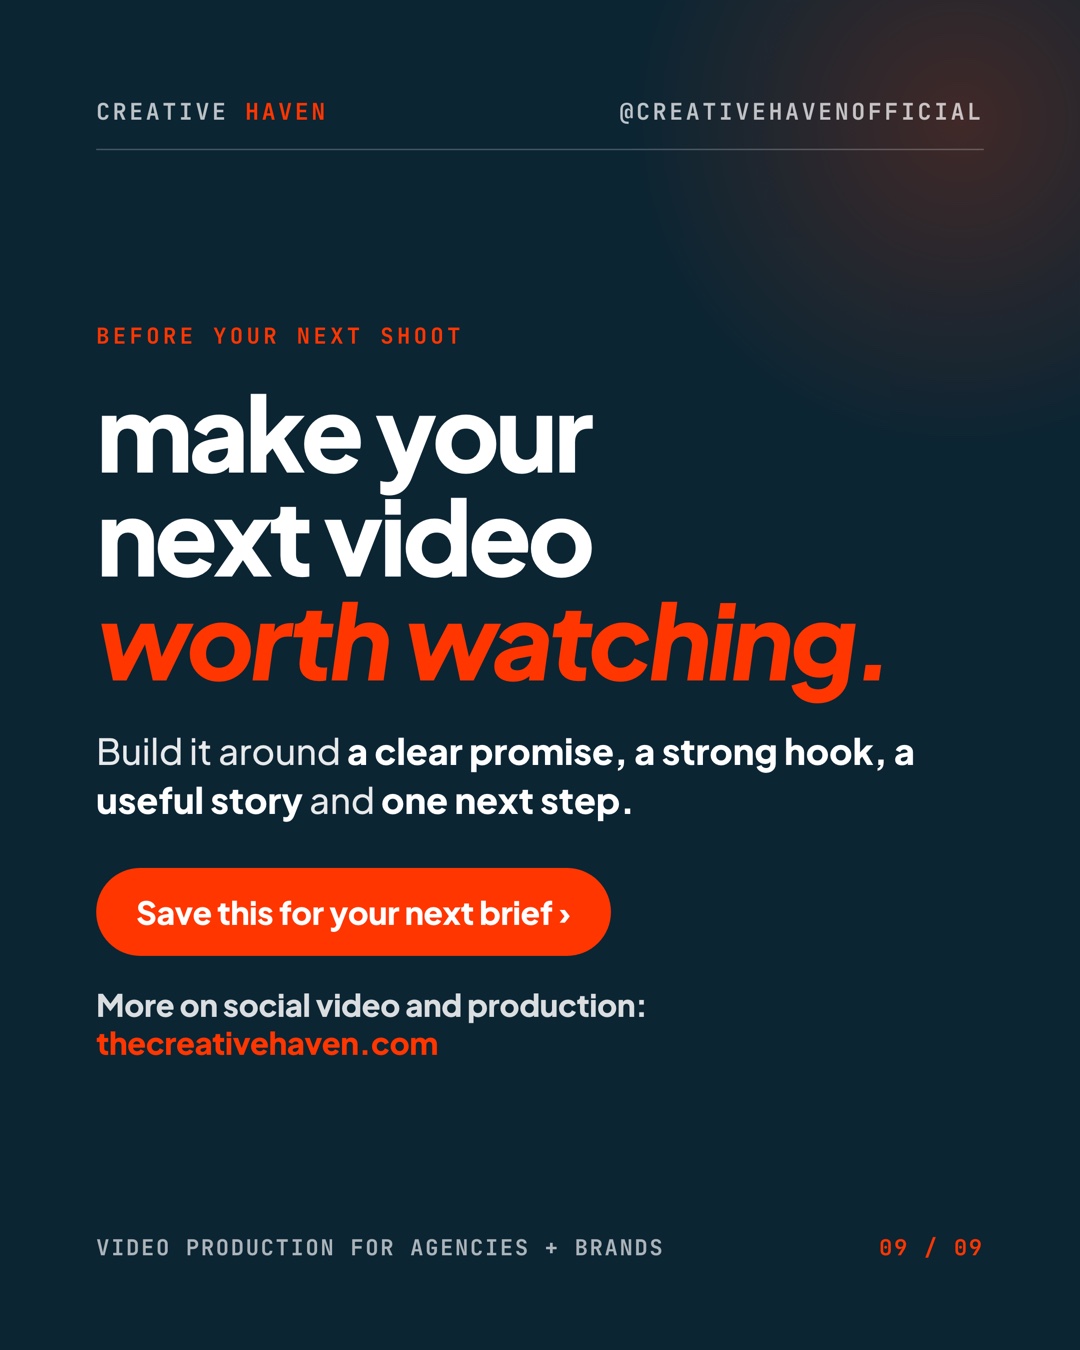 CREATIVE HAVEN
@CREATIVEHAVENOFFICIAL
BEFORE YOUR NEXT SHOOT
make your
next video
worth watching.
Build it around a clear promise, a strong hook, a
useful story and one next step.
Save this for your next brief ›
More on social video and production:
thecreativehaven.com
VIDEO PRODUCTION FOR AGENCIES + BRANDS
09 / 09